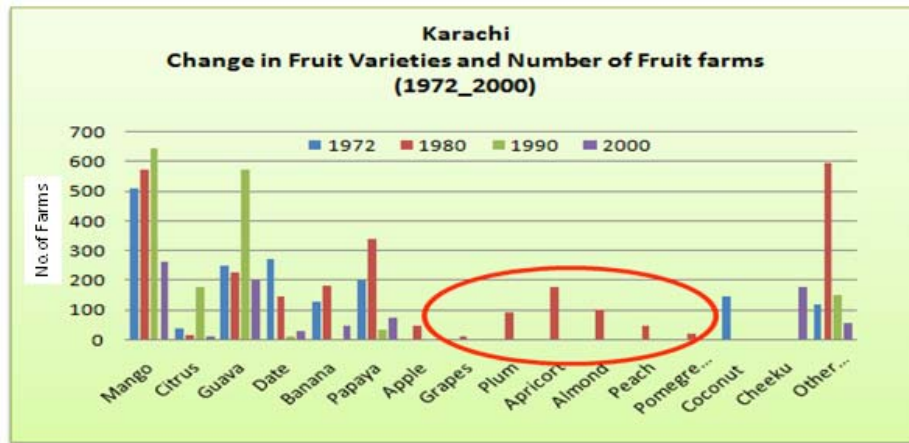 Karachi
Change in Fruit Varieties and Number of Fruit farms
(1972_2000)
700
600
500
400
300
200
100
0
No. of Farms
1972 1980 1990 2000
Mango
Citrus
Guava
Date
Banana
Papaya
Apple
Grapes
Plum
Apricort
Almond
Peach
Pomegre...
Coconut
Cheeku
Other...